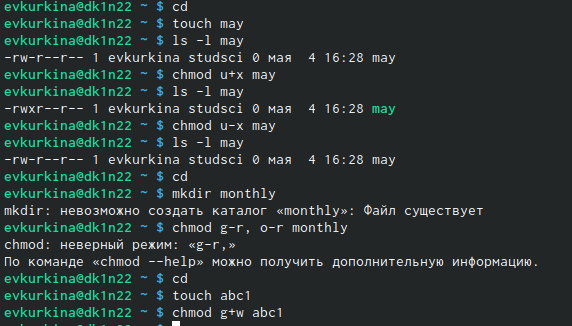 evkurkina@dk1n22 ~ $ cd
evkurkina@dk1n22 ~ $ touch may
evkurkina@dk1n22 ~ $ ls -l may
-rw-r--r-- 1 evkurkina studsci 0 мая  4 16:28 may
evkurkina@dk1n22 ~ $ chmod u+x may
evkurkina@dk1n22 ~ $ ls -l may
-rwxr--r-- 1 evkurkina studsci 0 мая  4 16:28 may
evkurkina@dk1n22 ~ $ chmod u-x may
evkurkina@dk1n22 ~ $ ls -l may
-rw-r--r-- 1 evkurkina studsci 0 мая  4 16:28 may
evkurkina@dk1n22 ~ $ cd
evkurkina@dk1n22 ~ $ mkdir monthly
mkdir: невозможно создать каталог «monthly»: Файл существует
evkurkina@dk1n22 ~ $ chmod g-r, o-r monthly
chmod: неверный режим: «g-r,»
По команде «chmod --help» можно получить дополнительную информацию.
evkurkina@dk1n22 ~ $ cd
evkurkina@dk1n22 ~ $ touch abc1
evkurkina@dk1n22 ~ $ chmod g+w abc1